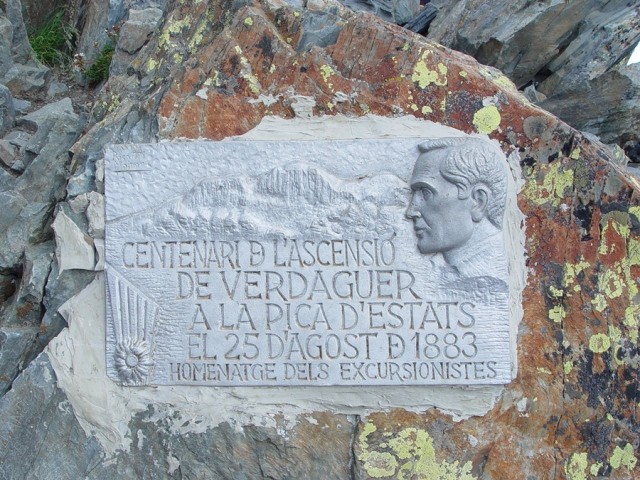 CENTENARI Đ L'ASCENSIO
DE VERDAGUER
A LA PICA D'ESTATS
EL 25 D'AGOST Đ 1883
HOMENATGE DELS EXCURSIONISTES